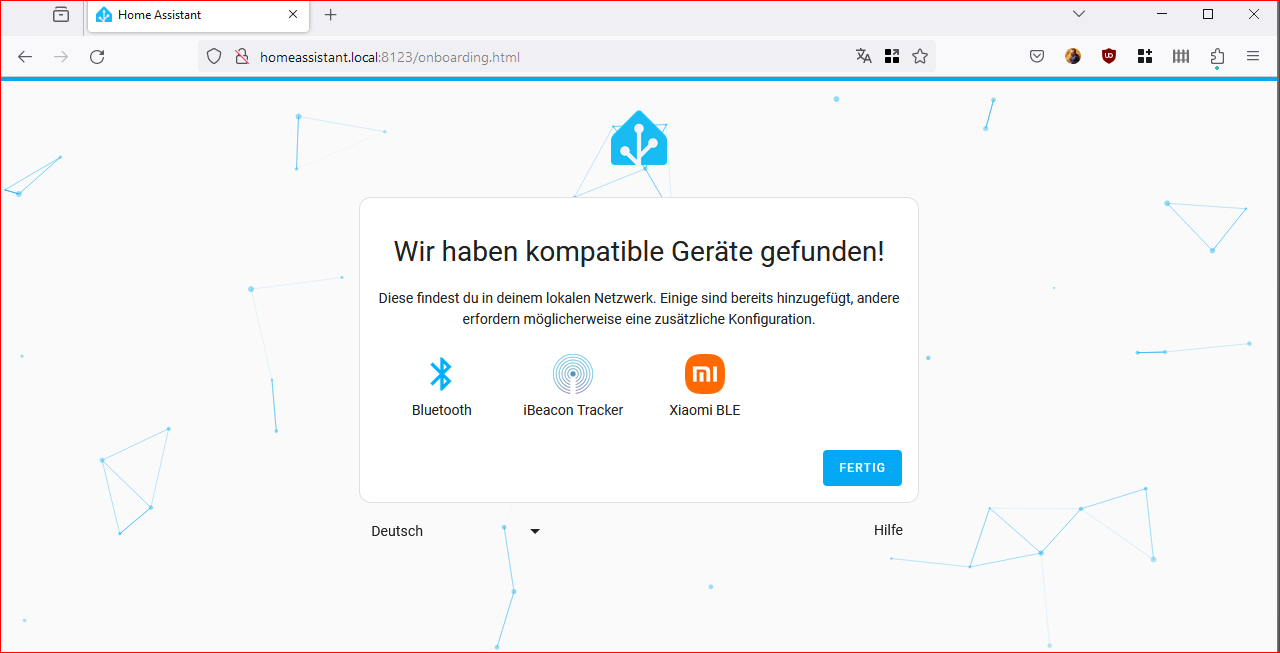 Home Assistant
homeassistant.local:8123/onboarding.html
Wir haben kompatible Geräte gefunden!
Diese findest du in deinem lokalen Netzwerk. Einige sind bereits hinzugefügt, andere
erfordern möglicherweise eine zusätzliche Konfiguration.
Bluetooth
iBeacon Tracker
Xiaomi BLE
FERTIG
Deutsch
Hilfe